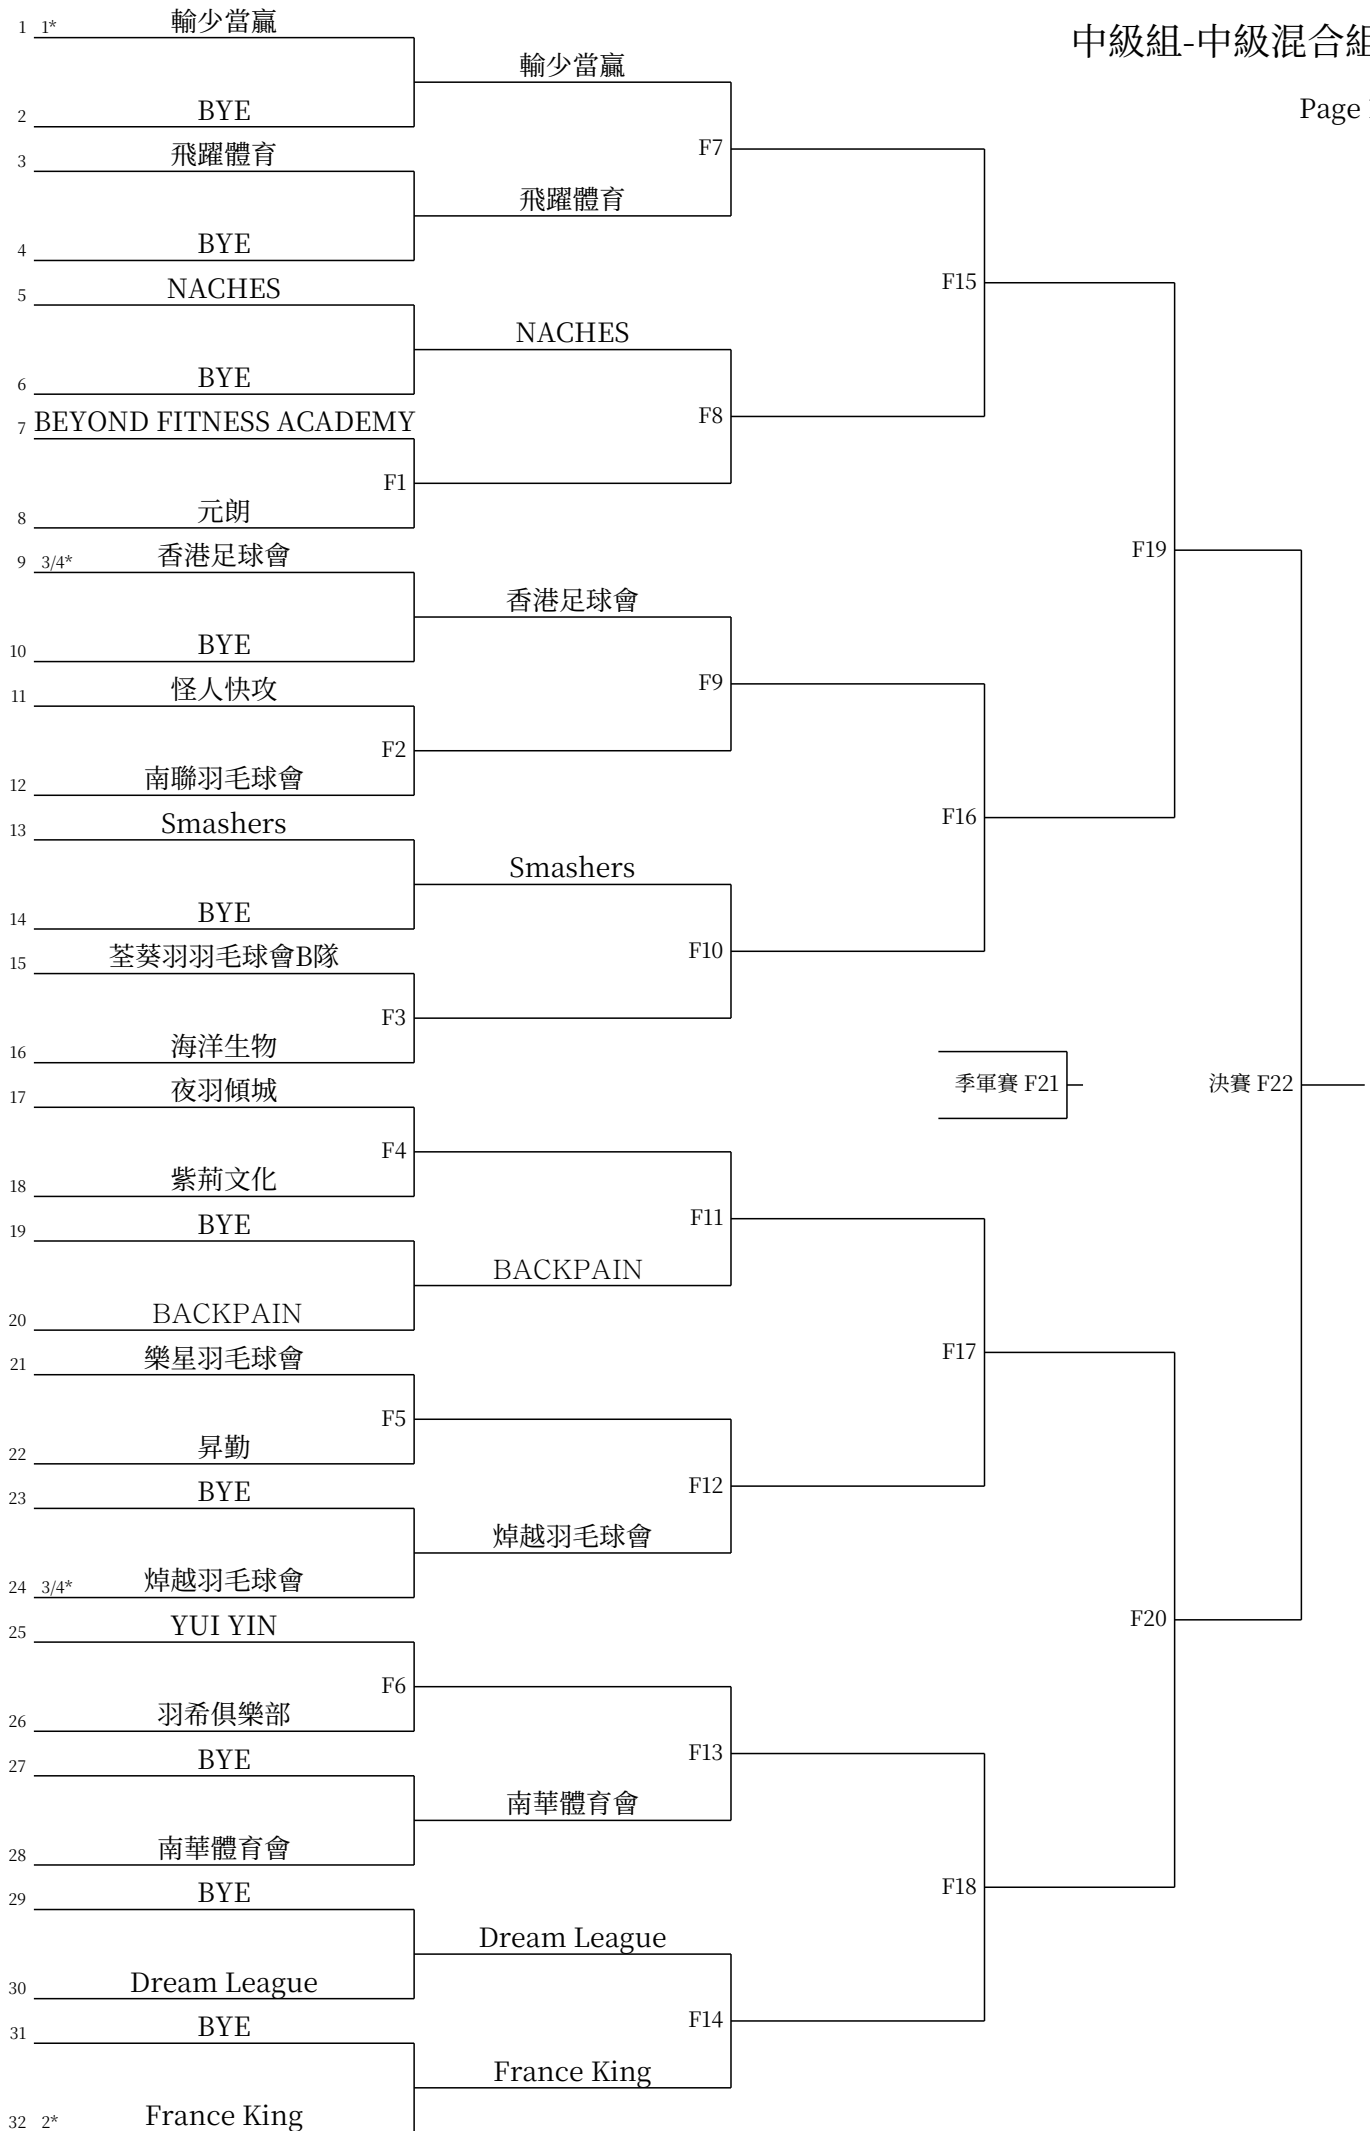 中級組-中級混合組
Page
1 1* 輸少當贏
輸少當贏
2 BYE
F7
3 飛躍體育
飛躍體育
4 BYE
F15
5 NACHES
NACHES
6 BYE
F8
7 BEYOND FITNESS ACADEMY
F1
8 元朗
F19
9 3/4* 香港足球會
香港足球會
10 BYE
F9
11 怪人快攻
F2
12 南聯羽毛球會
F16
13 Smashers
Smashers
14 BYE
F10
15 荃葵羽羽毛球會B隊
F3
16 海洋生物
季軍賽 F21
決賽 F22
17 夜羽傾城
F4
18 紫荊文化
F11
19 BYE
BACKPAIN
20 BACKPAIN
F17
21 樂星羽毛球會
F5
22 昇勤
F12
23 BYE
焯越羽毛球會
24 3/4* 焯越羽毛球會
F20
25 YUI YIN
F6
26 羽希俱樂部
F13
27 BYE
南華體育會
28 南華體育會
F18
29 BYE
Dream League
30 Dream League
F14
31 BYE
France King
32 2* France King